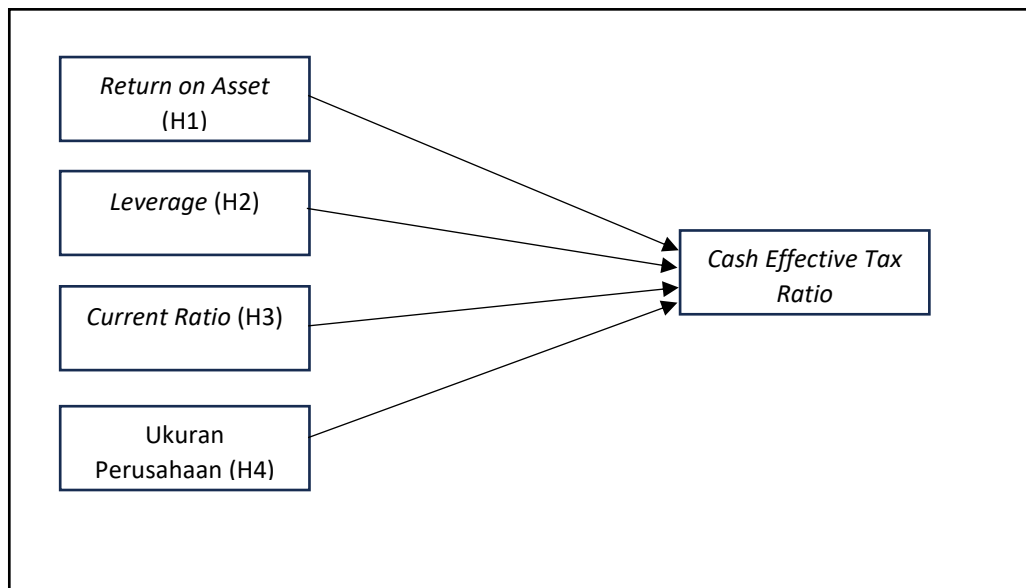 Return on Asset
(H1)
Leverage (H2)
Current Ratio (H3)
Ukuran
Perusahaan (H4)
Cash Effective Tax
Ratio